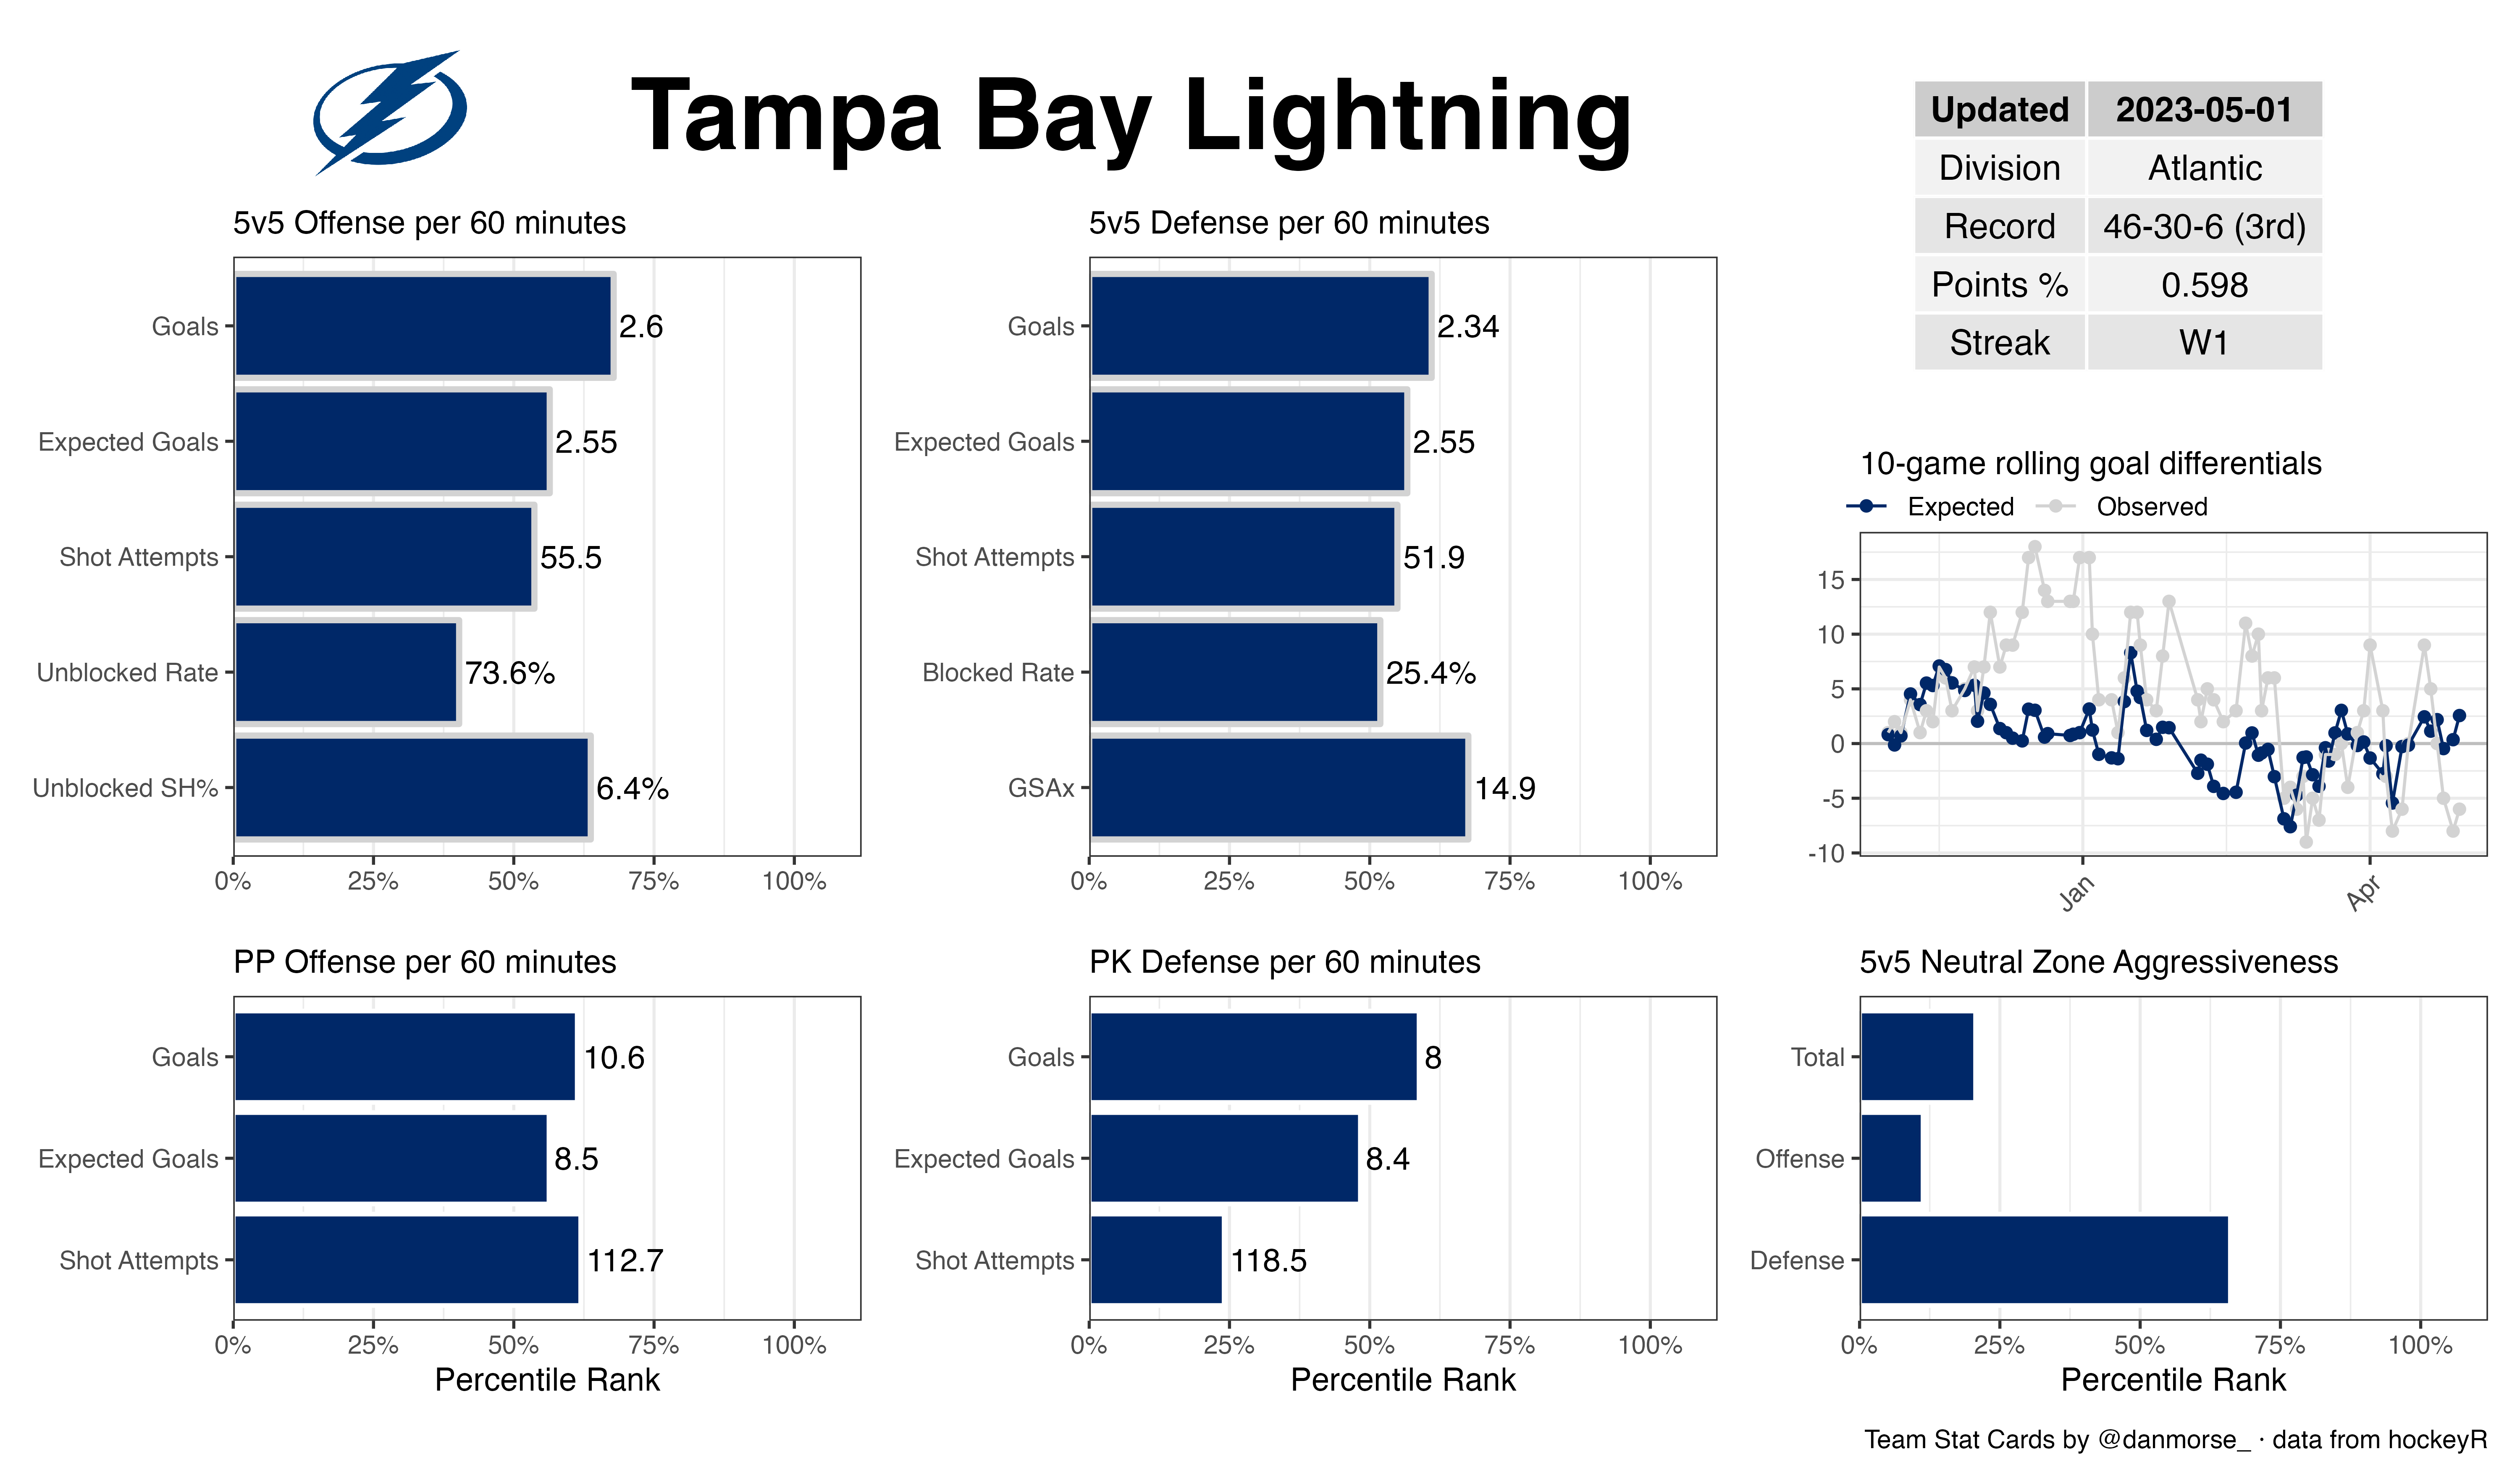 Tampa Bay Lightning
Updated 2023-05-01
Division Atlantic
Record 46-30-6 (3rd)
Points % 0.598
Streak W1
5v5 Offense per 60 minutes
Goals 2.6
Expected Goals 2.55
Shot Attempts 55.5
Unblocked Rate 73.6%
Unblocked SH% 6.4%
0% 25% 50% 75% 100%
5v5 Defense per 60 minutes
Goals 2.34
Expected Goals 2.55
Shot Attempts 51.9
Blocked Rate 25.4%
GSAx 14.9
0% 25% 50% 75% 100%
10-game rolling goal differentials
Expected Observed
15
10
5
0
-5
-10
Jan Apr
PP Offense per 60 minutes
Goals 10.6
Expected Goals 8.5
Shot Attempts 112.7
0% 25% 50% 75% 100%
Percentile Rank
PK Defense per 60 minutes
Goals 8
Expected Goals 8.4
Shot Attempts 118.5
0% 25% 50% 75% 100%
Percentile Rank
5v5 Neutral Zone Aggressiveness
Total
Offense
Defense
0% 25% 50% 75% 100%
Percentile Rank
Team Stat Cards by @danmorse_ · data from hockeyR